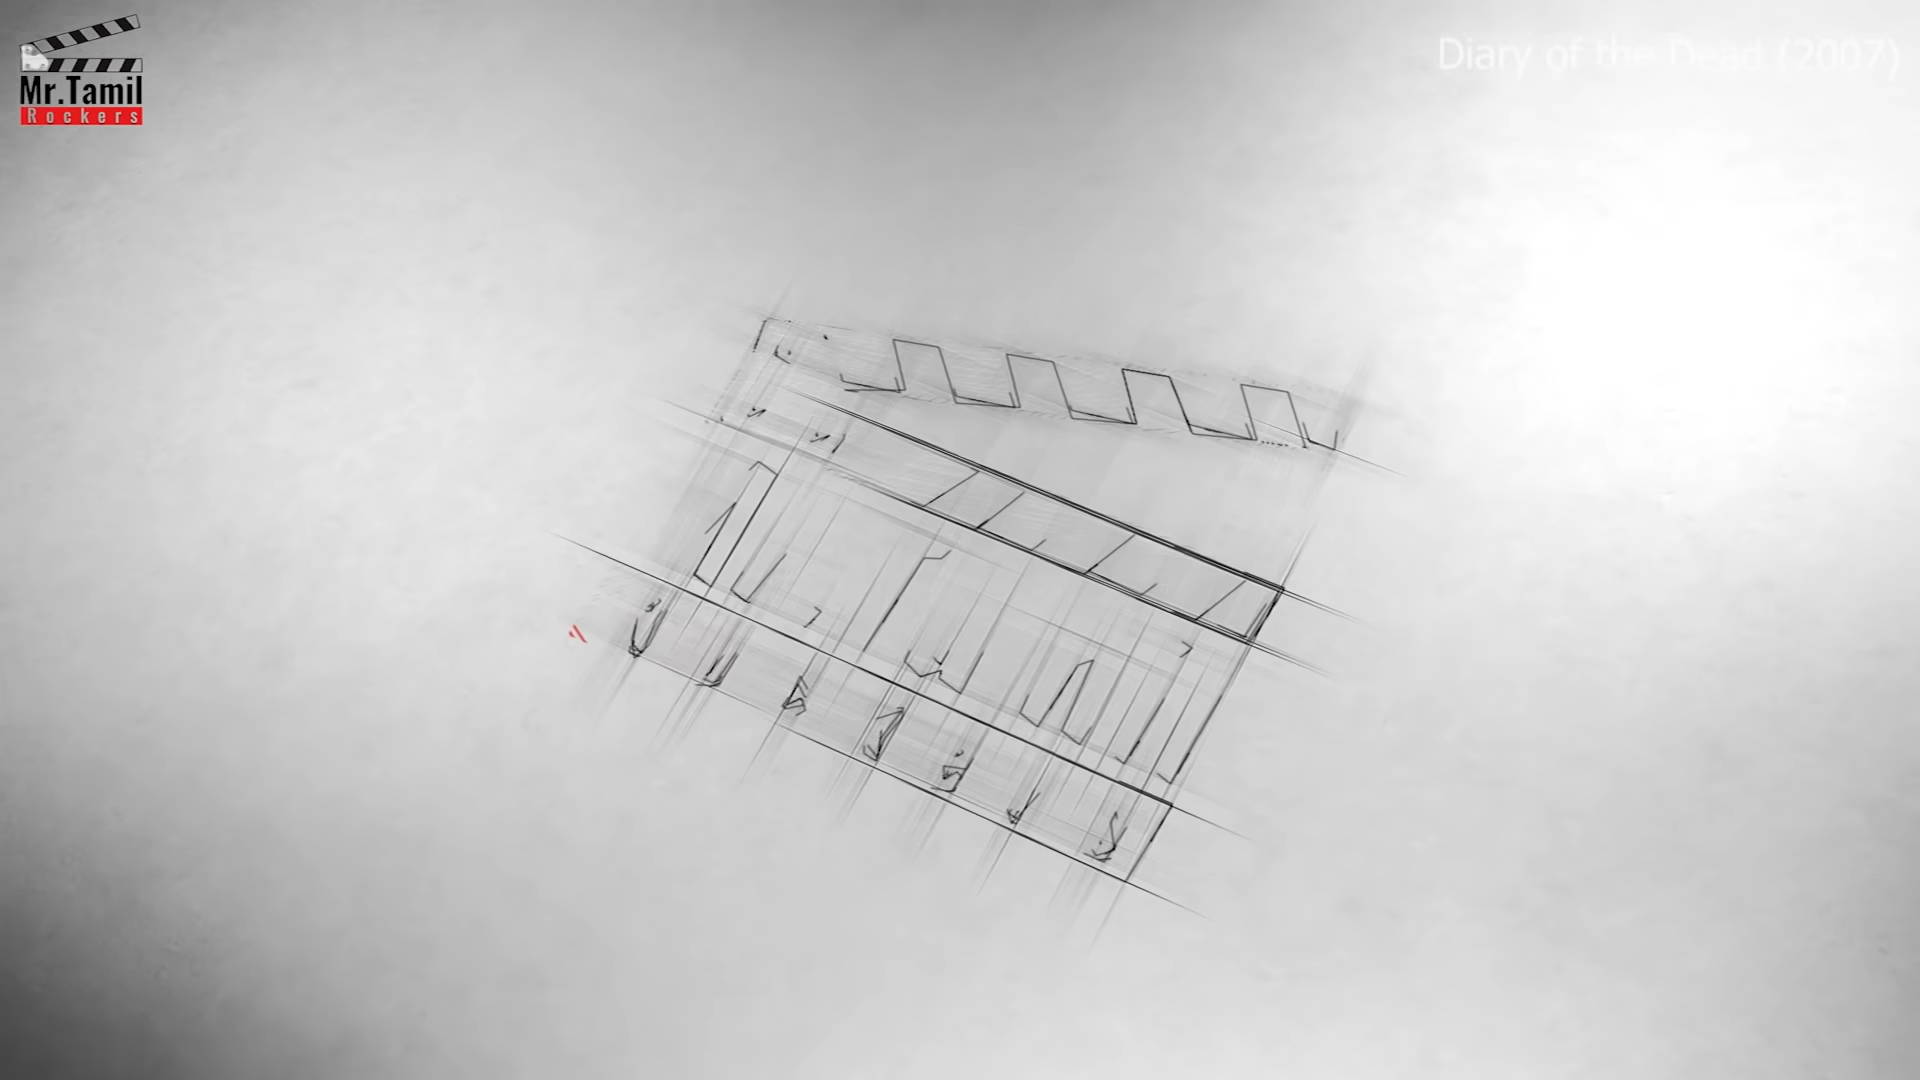 Mr.Tamil
Rockers
Diary of the Dead (2007)